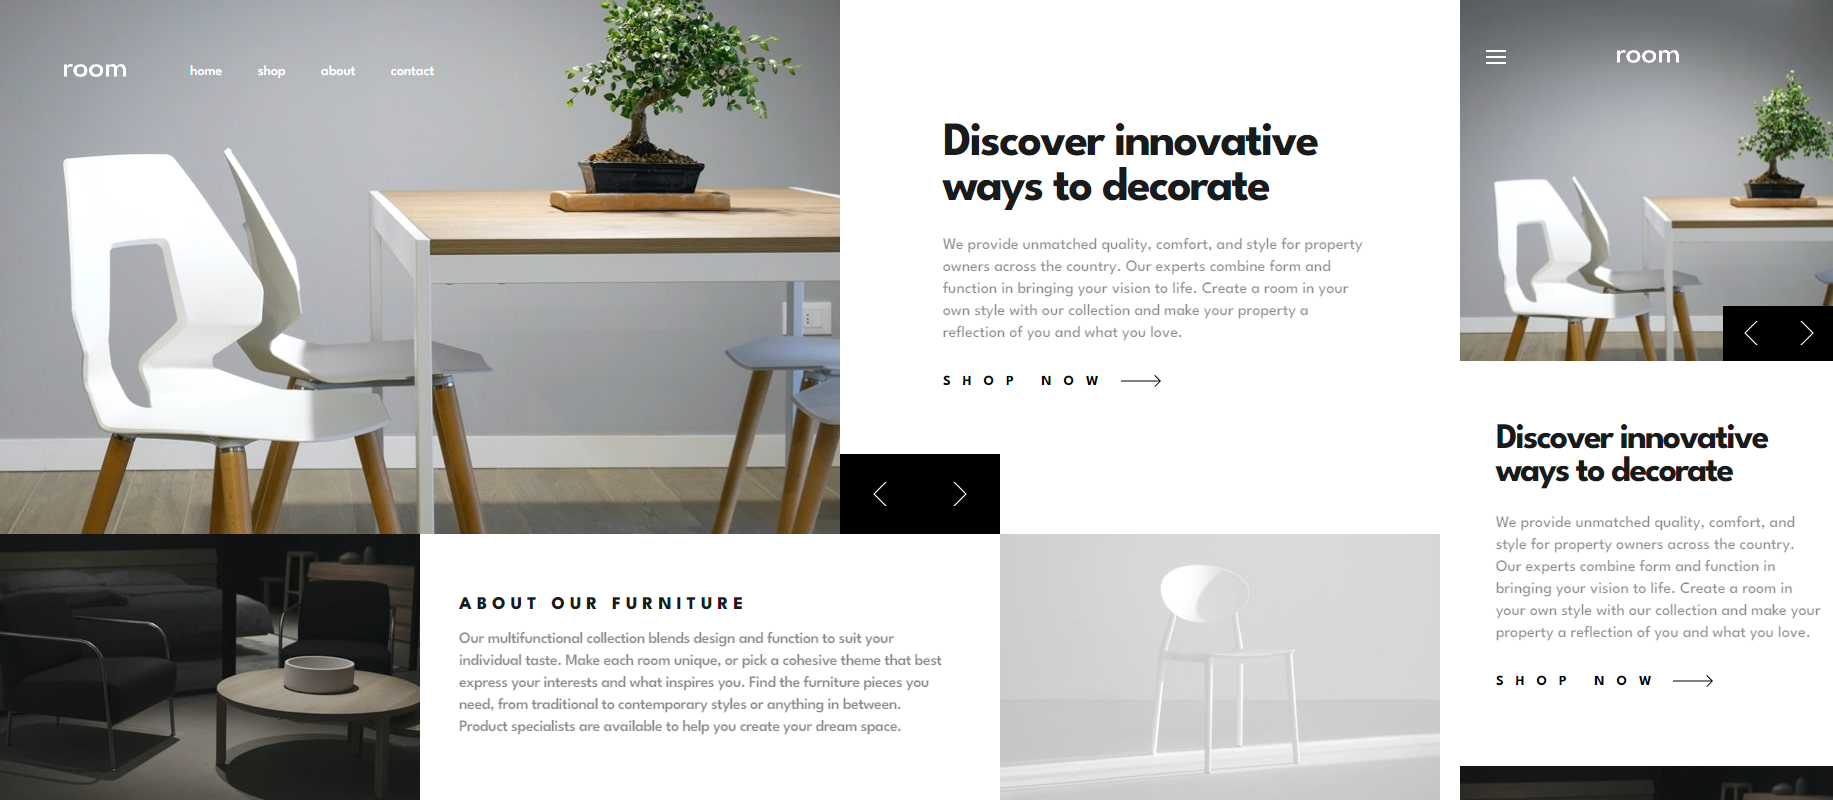 room
home shop about contact
Discover innovative
ways to decorate
We provide unmatched quality, comfort, and style for property
owners across the country. Our experts combine form and
function in bringing your vision to life. Create a room in your
own style with our collection and make your property a
reflection of you and what you love.
SHOP NOW
ABOUT OUR FURNITURE
Our multifunctional collection blends design and function to suit your
individual taste. Make each room unique, or pick a cohesive theme that best
express your interests and what inspires you. Find the furniture pieces you
need, from traditional to contemporary styles or anything in between.
Product specialists are available to help you create your dream space.
room
Discover innovative
ways to decorate
We provide unmatched quality, comfort, and
style for property owners across the country.
Our experts combine form and function in
bringing your vision to life. Create a room in
your own style with our collection and make your
property a reflection of you and what you love.
SHOP NOW